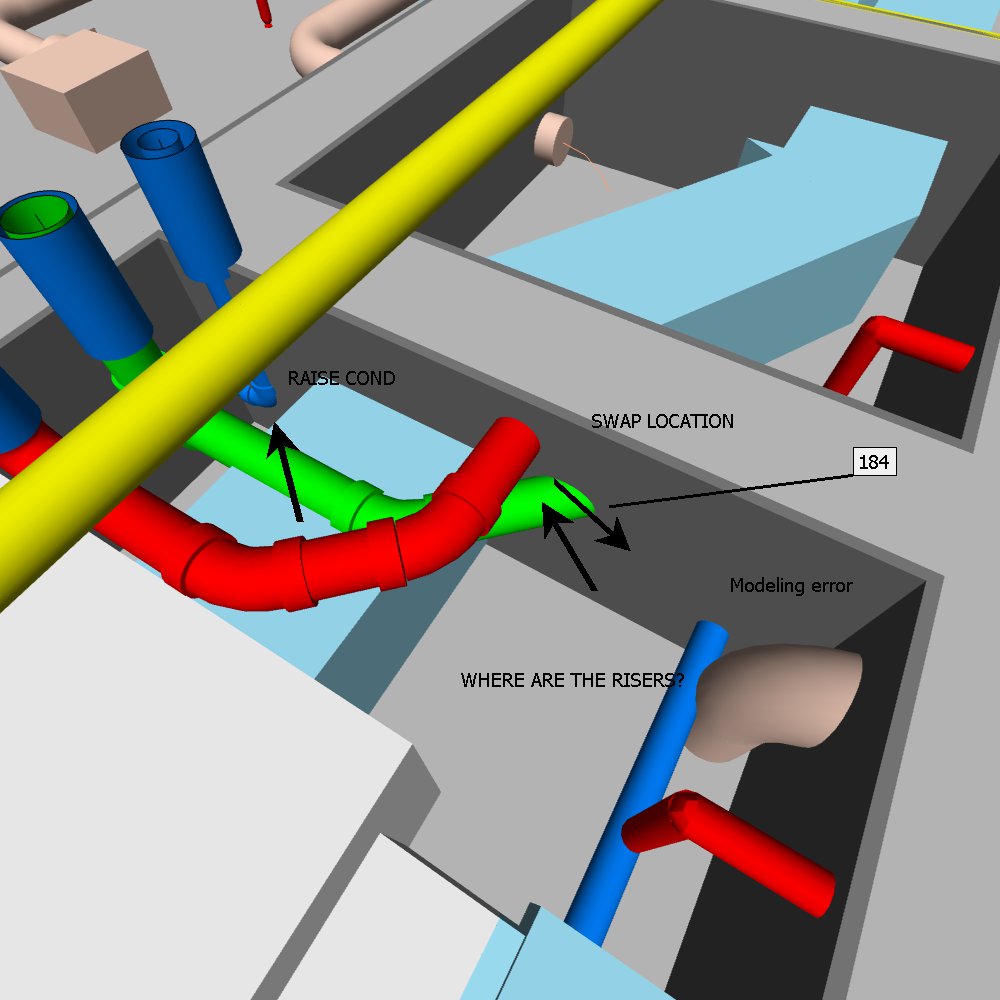 RAISE COND
SWAP LOCATION
184
Modeling error
WHERE ARE THE RISERS?